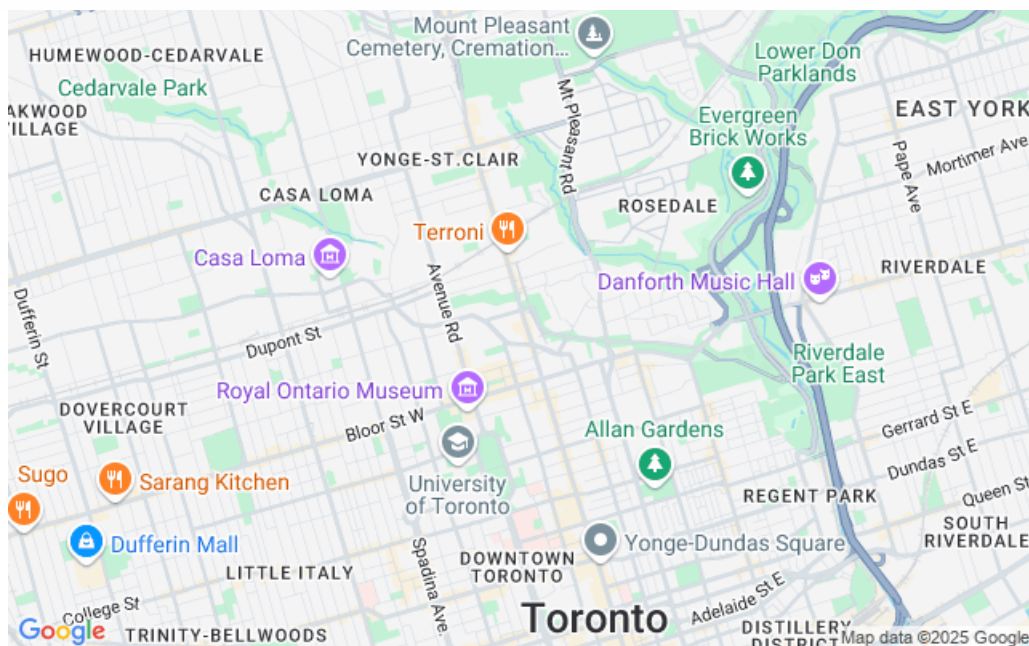 Mount Pleasant
Cemetery, Cremation...
HUMEWOOD-CEDARVALE
Lower Don
Parklands
Cedarvale Park
AKWOOD
VILLAGE
Mt Pleasant Rd
Evergreen
Brick Works
EAST YORK
Pape Ave
Mortimer Ave
YONGE-ST.CLAIR
CASA LOMA
ROSEDALE
Terroni
Casa Loma
Avenue Rd
Danforth Music Hall
RIVERDALE
Dufferin St
Dupont St
Riverdale
Park East
Royal Ontario Museum
DOVERCOURT
VILLAGE
Bloor St W
Allan Gardens
Gerrard St E
Sugo
Sarang Kitchen
University
of Toronto
Dundas St E
REGENT PARK
Queen St
Dufferin Mall
Spadina Ave.
Yonge-Dundas Square
SOUTH
RIVERDALE
DOWNTOWN
TORONTO
LITTLE ITALY
College St
Adelaide St E
Toronto
Google
TRINITY-BELLWOODS
DISTILLERY
DISTRICT
Map data ©2025 Google